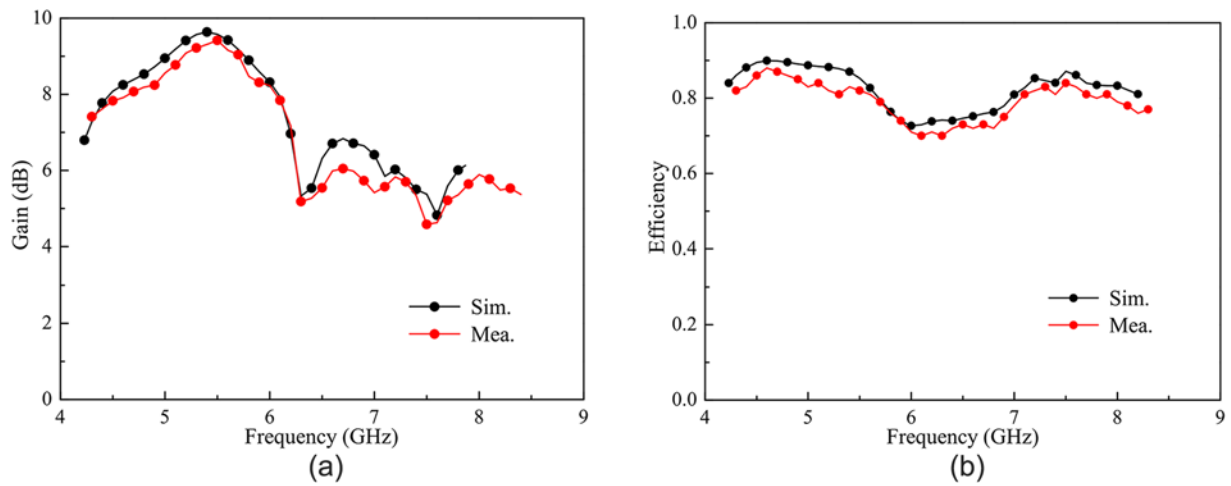 10
8
6
4
2
0
Gain (dB)
Sim.
Mea.
4 5 6 7 8 9
Frequency (GHz)
(a)
1.0
0.8
0.6
0.4
0.2
0.0
Efficiency
Sim.
Mea.
4 5 6 7 8 9
Frequency (GHz)
(b)